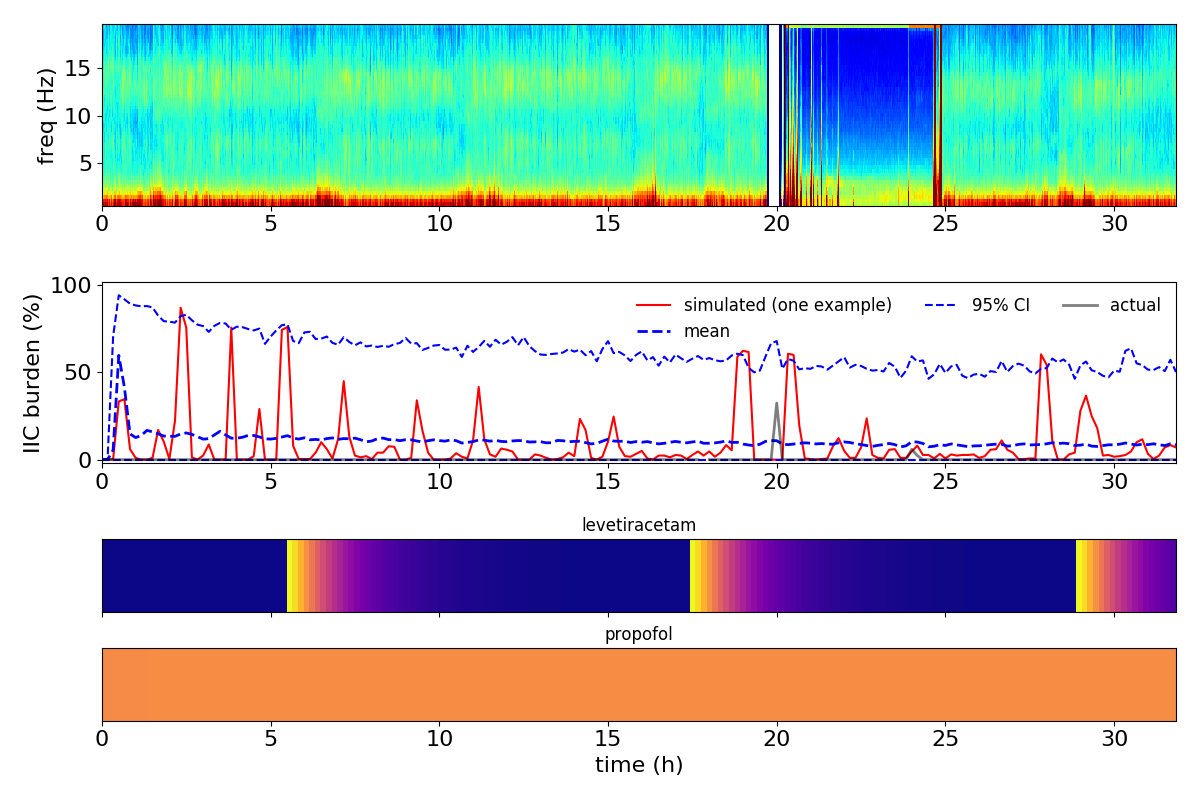 freq (Hz)
15
10
5
0 5 10 15 20 25 30
IIC burden (%)
100
50
0
simulated (one example)
mean
95% CI
actual
0 5 10 15 20 25 30
levetiracetam
propofol
0 5 10 15 20 25 30
time (h)